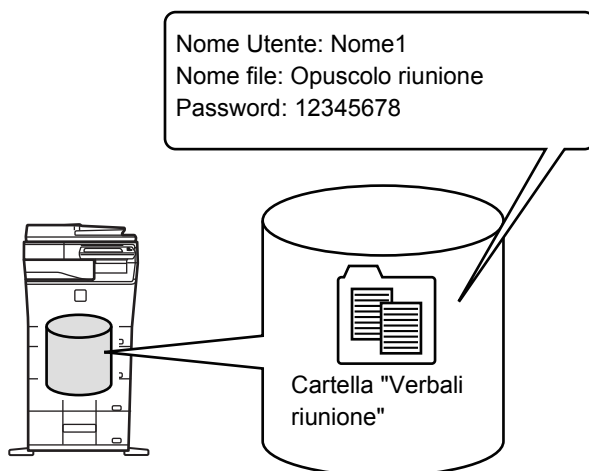 Nome Utente: Nome1
Nome file: Opuscolo riunione
Password: 12345678
Cartella "Verbali
riunione"